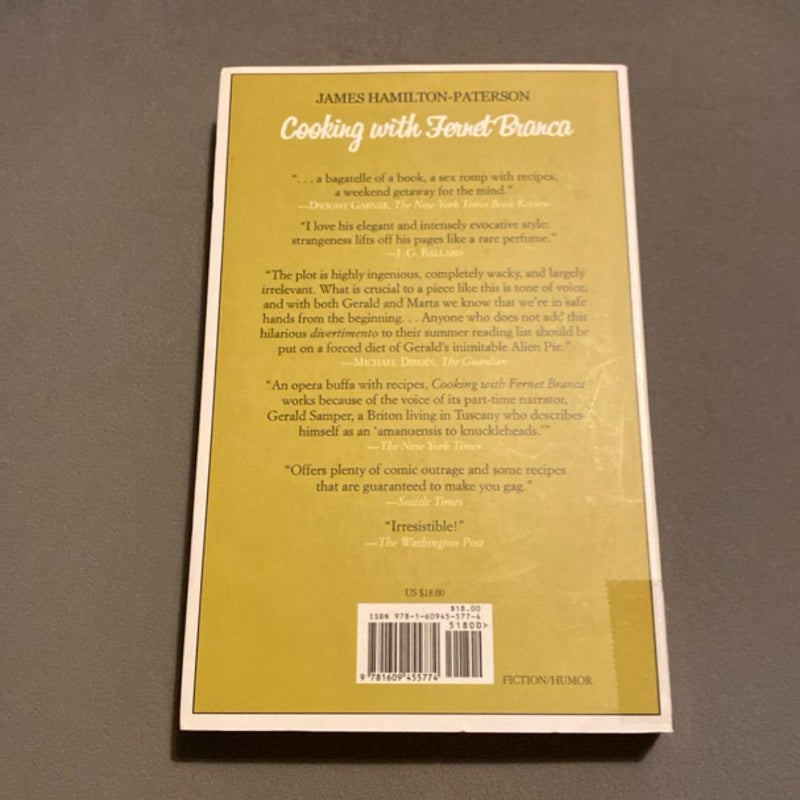 JAMES HAMILTON-PATERSON
Cooking with Fernet Branca
“. . . a bagatelle of a book, a sex romp with recipes,
a weekend getaway for the mind.”
—DWIGHT GARNER, The New York Times Book Review
“I love his elegant and intensely evocative style:
strangeness lifts off his pages like a rare perfume.”
—J. G. BALLARD
“The plot is highly ingenious, completely wacky, and largely
irrelevant. What is crucial to a piece like this is tone of voice,
and with both Gerald and Marta we know that we're in safe
hands from the beginning. . . Anyone who does not add this
hilarious divertimento to their summer reading list should be
put on a forced diet of Gerald's inimitable Alien Pie.”
—MICHAEL DIBDIN, The Guardian
“An opera buffa with recipes, Cooking with Fernet Branca
works because of the voice of its part-time narrator,
Gerald Samper, a Briton living in Tuscany who describes
himself as an ‘amanuensis to knuckleheads.’”
—The New York Times
“Offers plenty of comic outrage and some recipes
that are guaranteed to make you gag.”
—Seattle Times
“Irresistible!”
—The Washington Post
US $18.00
$18.00
ISBN 978-1-60945-577-4
51800>
9 781609 455774
FICTION/HUMOR